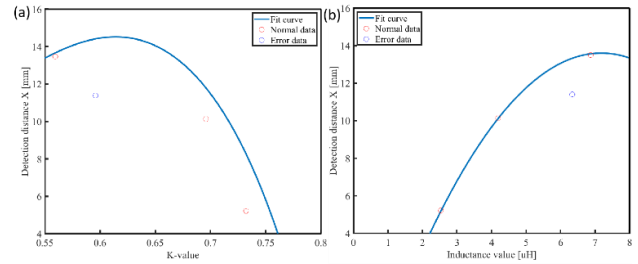 (a)
Fit curve
Normal data
Error data
Detection distance X [mm]
16
14
12
10
8
6
4
0.55
0.6
0.65
0.7
0.75
0.8
K-value
(b)
Fit curve
Normal data
Error data
Detection distance X [mm]
16
14
12
10
8
6
4
0
1
2
3
4
5
6
7
8
Inductance value [uH]